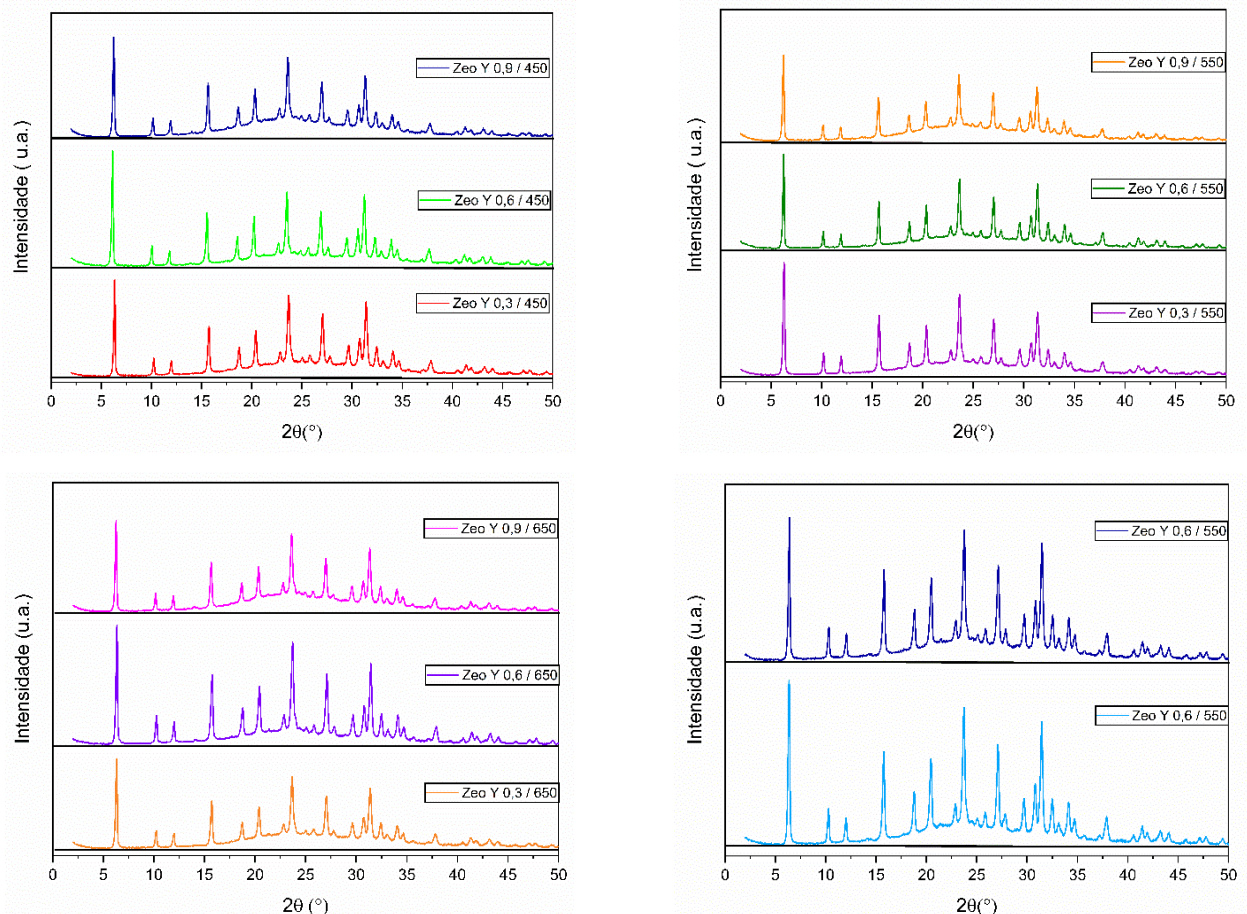 Intensidade ( u.a.)
Zeo Y 0,9 / 450
Zeo Y 0,6 / 450
Zeo Y 0,3 / 450
0 5 10 15 20 25 30 35 40 45 50
2θ(°)
Intensidade ( u.a.)
Zeo Y 0,9 / 550
Zeo Y 0,6 / 550
Zeo Y 0,3 / 550
0 5 10 15 20 25 30 35 40 45 50
2θ(°)
Intensidade (u.a.)
Zeo Y 0,9 / 650
Zeo Y 0,6 / 650
Zeo Y 0,3 / 650
0 5 10 15 20 25 30 35 40 45 50
2θ (°)
Intensidade (u.a.)
Zeo Y 0,6 / 550
Zeo Y 0,6 / 550
0 5 10 15 20 25 30 35 40 45 50
2θ(°)